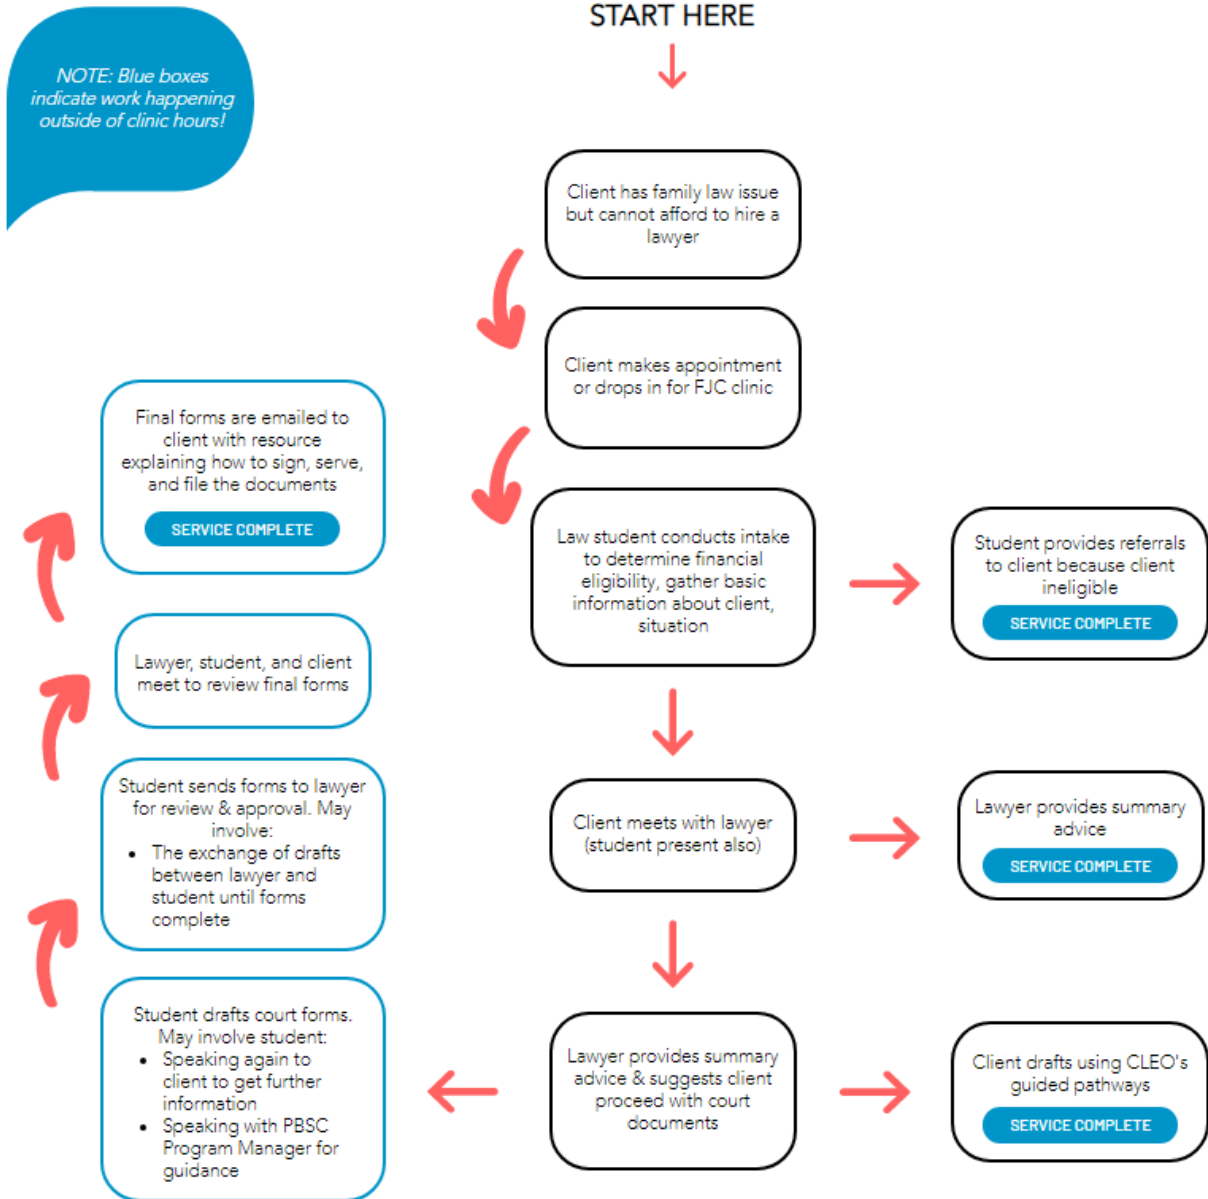 START HERE
NOTE: Blue boxes
indicate work happening
outside of clinic hours!
Client has family law issue
but cannot afford to hire a
lawyer
Client makes appointment
or drops in for FJC clinic
Law student conducts intake
to determine financial
eligibility, gather basic
information about client,
situation
Student provides referrals
to client because client
ineligible
SERVICE COMPLETE
Client meets with lawyer
(student present also)
Lawyer provides summary
advice
SERVICE COMPLETE
Lawyer provides summary
advice & suggests client
proceed with court
documents
Client drafts using CLEO's
guided pathways
SERVICE COMPLETE
Student drafts court forms.
May involve student:
• Speaking again to
client to get further
information
• Speaking with PBSC
Program Manager for
guidance
Student sends forms to lawyer
for review & approval. May
involve:
• The exchange of drafts
between lawyer and
student until forms
complete
Lawyer, student, and client
meet to review final forms
Final forms are emailed to
client with resource
explaining how to sign, serve,
and file the documents
SERVICE COMPLETE